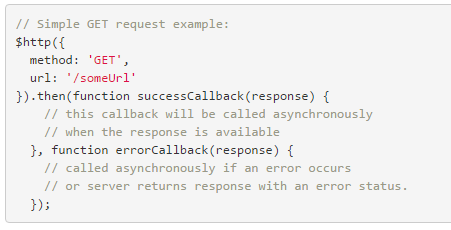 // Simple GET request example:
$http({
  method: 'GET',
  url: '/someUrl'
}).then(function successCallback(response) {
    // this callback will be called asynchronously
    // when the response is available
  }, function errorCallback(response) {
    // called asynchronously if an error occurs
    // or server returns response with an error status.
  });